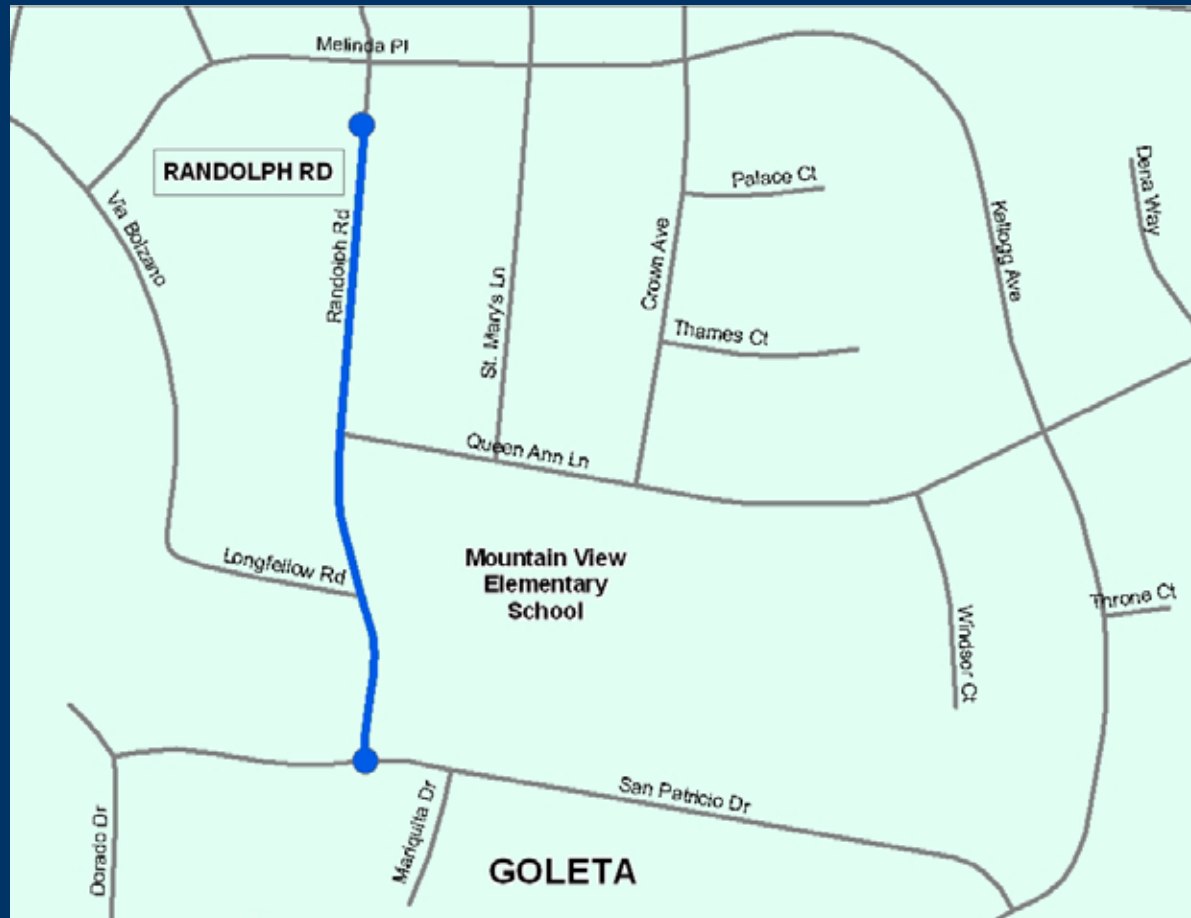 Melinda Pl
RANDOLPH RD
Palace Ct
Dena Way
Via Bolzano
Randolph Rd
Kellogg Ave
Crown Ave
St. Mary's Ln
Thames Ct
Queen Ann Ln
Longfellow Rd
Mountain View
Elementary
School
Throne Ct
Windsor Ct
San Patricio Dr
Mariquita Dr
Dorado Dr
GOLETA